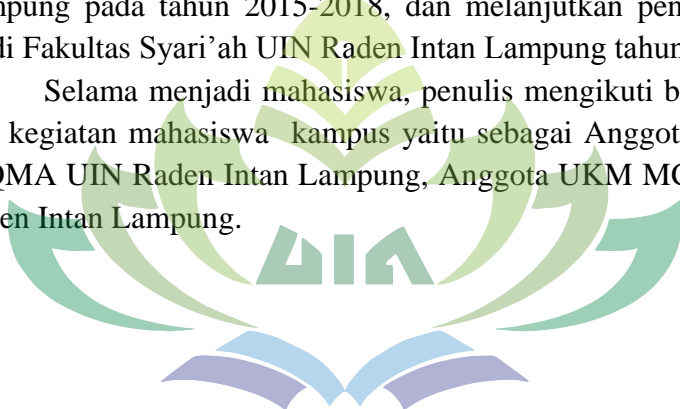 mpung pada tahun 2015-2018, dan melanjutkan pen
di Fakultas Syari’ah UIN Raden Intan Lampung tahun
Selama menjadi mahasiswa, penulis mengikuti b
kegiatan mahasiswa kampus yaitu sebagai Anggot
QMA UIN Raden Intan Lampung, Anggota UKM MC
en Intan Lampung.
UIN